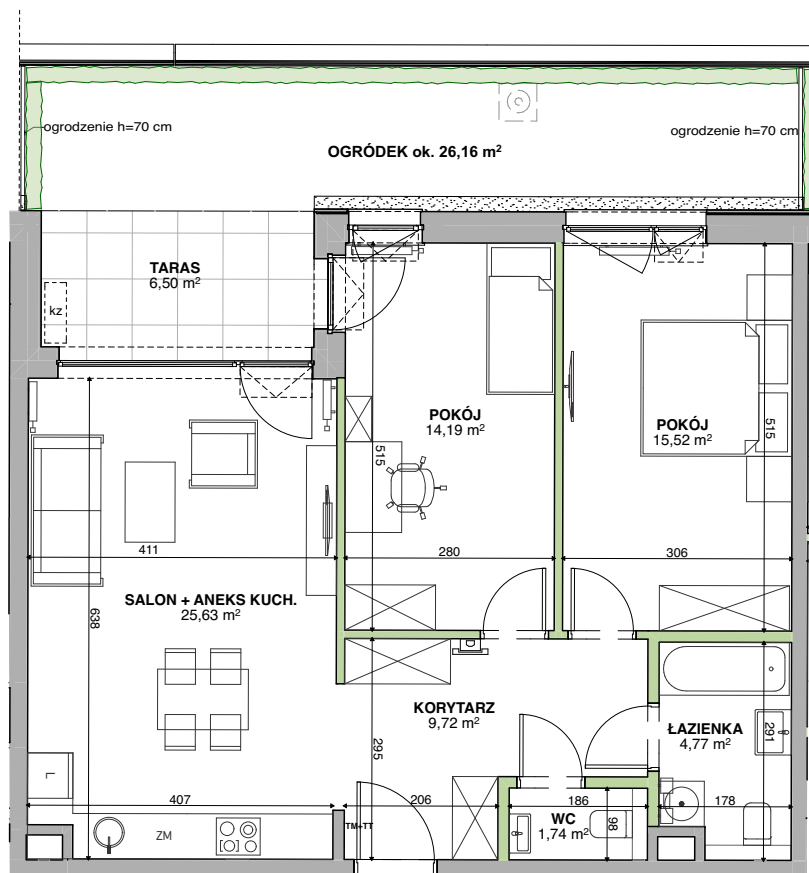 ogrodzenie h=70 cm
ogrodzenie h=70 cm
OGRÓDEK ok. 26,16 m²
TARAS
6,50 m²
kz
POKÓJ
14,19 m²
POKÓJ
15,52 m²
515
515
411
280
306
SALON + ANEKS KUCH.
25,63 m²
638
KORYTARZ
9,72 m²
ŁAZIENKA
4,77 m²
291
295
L
407
206
186
178
ZM
TM+TT
WC
1,74 m²
98